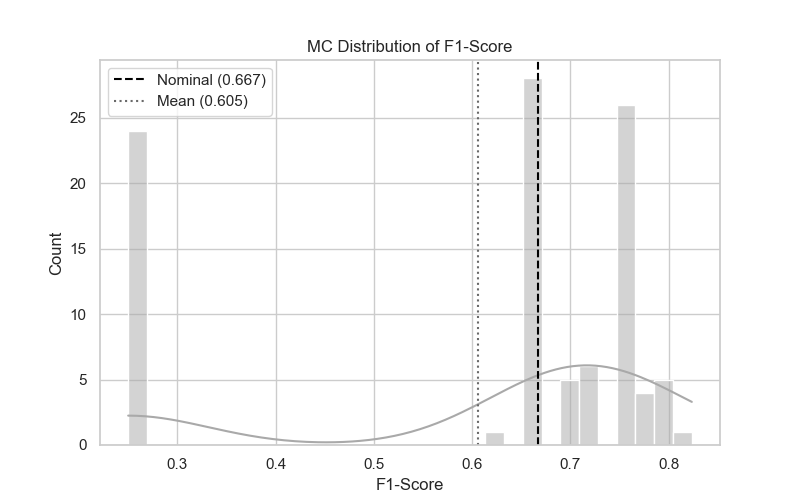 MC Distribution of F1-Score
Nominal (0.667)
Mean (0.605)
Count
25
20
15
10
5
0
0.3 0.4 0.5 0.6 0.7 0.8
F1-Score